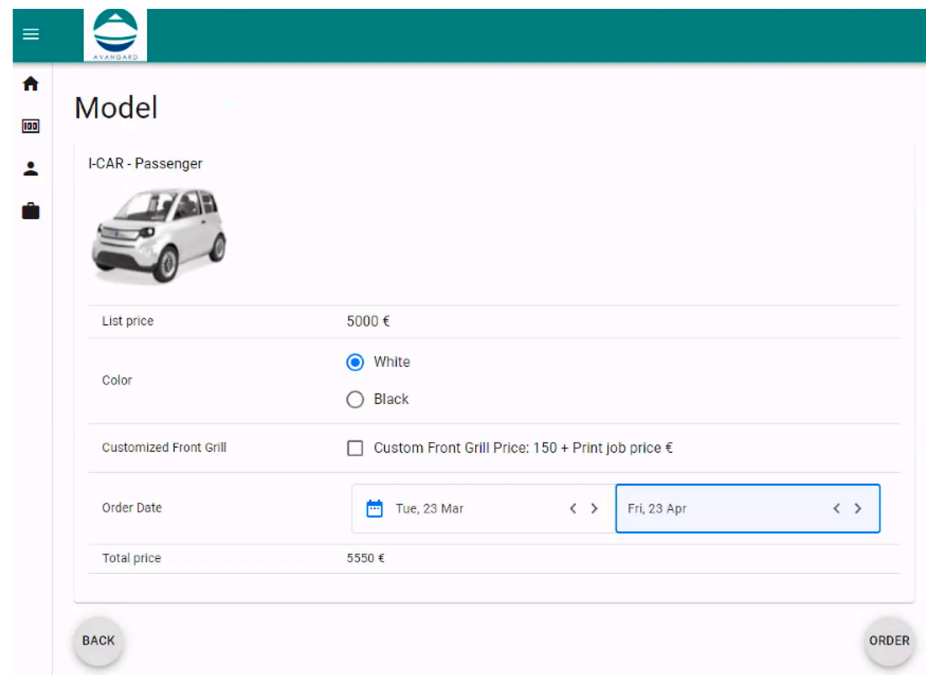 AVANGARD
Model
I-CAR - Passenger
List price 5000 €
Color
White
Black
Customized Front Grill Custom Front Grill Price: 150 + Print job price €
Order Date Tue, 23 Mar Fri, 23 Apr
Total price 5550 €
BACK ORDER